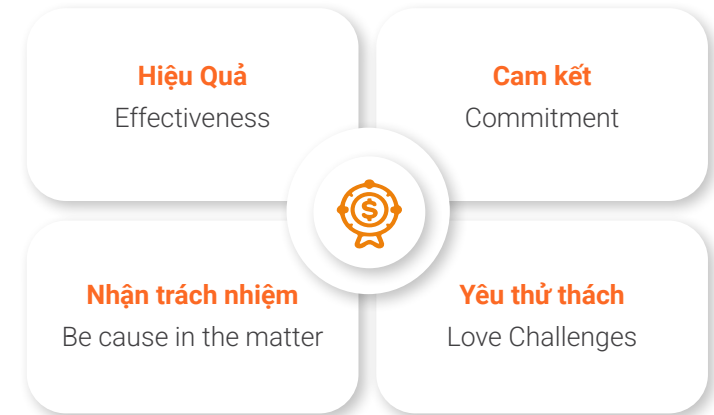 Hiệu Quả
Effectiveness
Cam kết
Commitment
$
Nhận trách nhiệm
Be cause in the matter
Yêu thử thách
Love Challenges